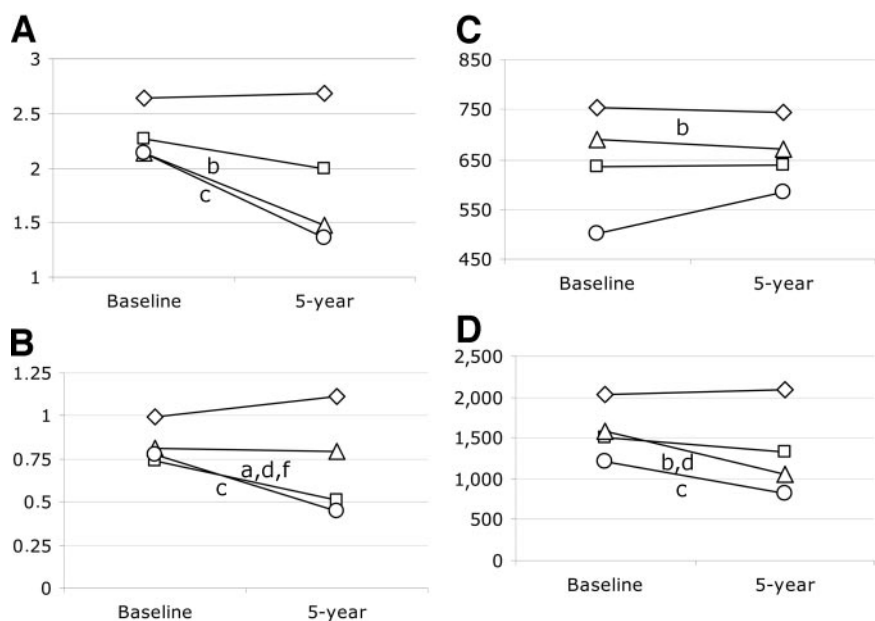 A
3
2.5
2
1.5
1
b
c
Baseline 5-year
B
1.25
1
0.75
0.5
0.25
0
a,d,f
c
Baseline 5-year
C
850
750
650
550
450
b
Baseline 5-year
D
2,500
2,000
1,500
1,000
500
0
b,d
c
Baseline 5-year